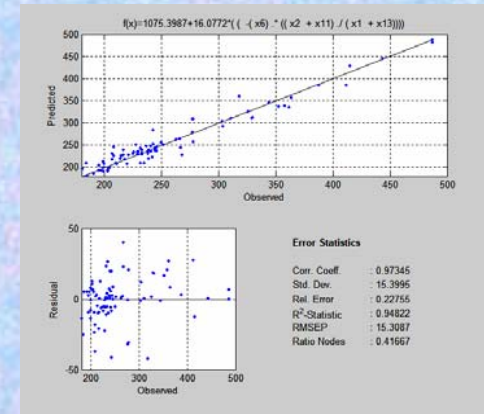 f(x)=1075.3987+16.0772*( ( -( x6) .* (( x2 + x11) ./ ( x1 + x13))))
500
450
400
350
300
250
200
Predicted
200 250 300 350 400 450 500
Observed
50
0
-50
Residual
200 300 400 500
Observed
Error Statistics
Corr. Coeff. : 0.97345
Std. Dev. : 15.3995
Rel. Error : 0.22755
R²-Statistic : 0.94822
RMSEP : 15.3087
Ratio Nodes : 0.41667